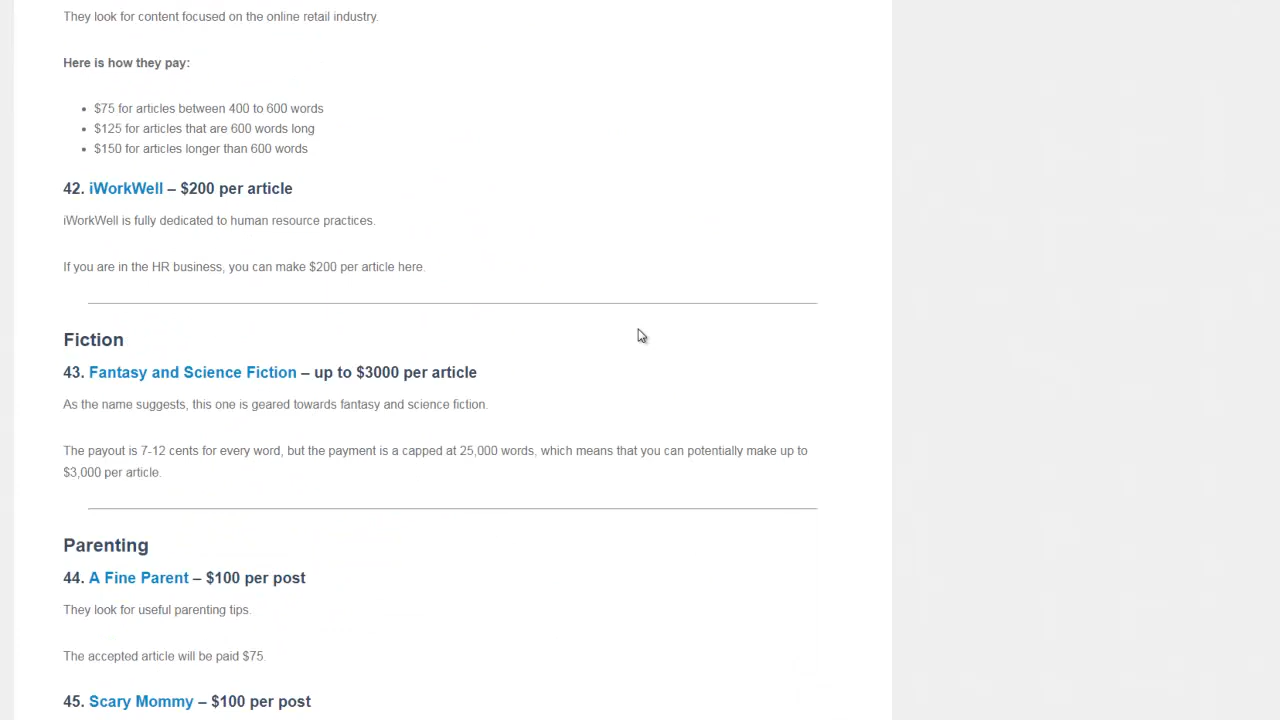 They look for content focused on the online retail industry.
Here is how they pay:
• $75 for articles between 400 to 600 words
• $125 for articles that are 600 words long
• $150 for articles longer than 600 words
42. iWorkWell – $200 per article
iWorkWell is fully dedicated to human resource practices.
If you are in the HR business, you can make $200 per article here.
Fiction
43. Fantasy and Science Fiction – up to $3000 per article
As the name suggests, this one is geared towards fantasy and science fiction.
The payout is 7-12 cents for every word, but the payment is a capped at 25,000 words, which means that you can potentially make up to
$3,000 per article.
Parenting
44. A Fine Parent – $100 per post
They look for useful parenting tips.
The accepted article will be paid $75.
45. Scary Mommy – $100 per post